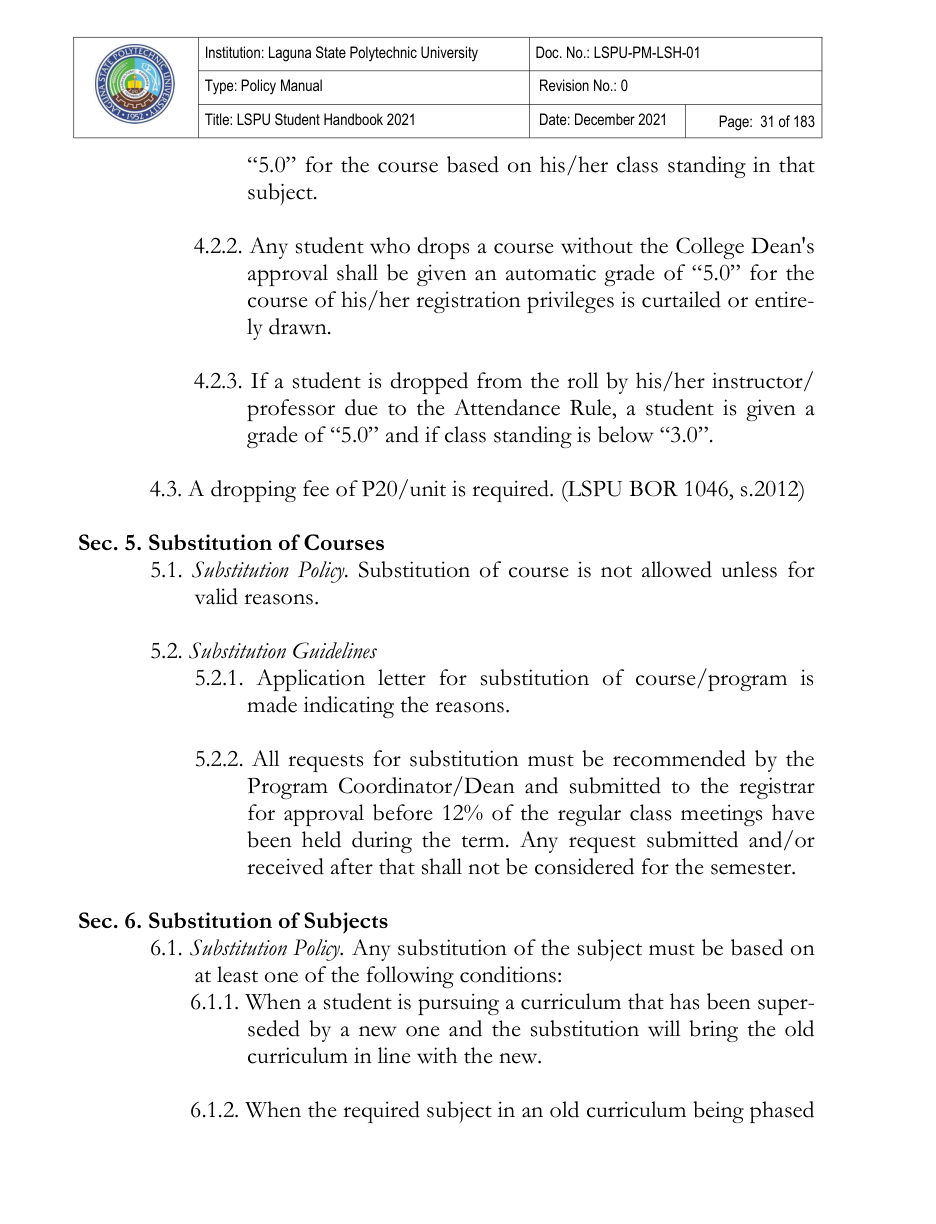 LAGUNA STATE POLYTECHNIC UNIVERSITY
• 1952 •
Institution: Laguna State Polytechnic University
Doc. No.: LSPU-PM-LSH-01
Type: Policy Manual
Revision No.: 0
Title: LSPU Student Handbook 2021
Date: December 2021
Page: 31 of 183
“5.0” for the course based on his/her class standing in that
subject.
4.2.2. Any student who drops a course without the College Dean's
approval shall be given an automatic grade of “5.0” for the
course of his/her registration privileges is curtailed or entire-
ly drawn.
4.2.3. If a student is dropped from the roll by his/her instructor/
professor due to the Attendance Rule, a student is given a
grade of “5.0” and if class standing is below “3.0”.
4.3. A dropping fee of P20/unit is required. (LSPU BOR 1046, s.2012)
Sec. 5. Substitution of Courses
5.1. Substitution Policy. Substitution of course is not allowed unless for
valid reasons.
5.2. Substitution Guidelines
5.2.1. Application letter for substitution of course/program is
made indicating the reasons.
5.2.2. All requests for substitution must be recommended by the
Program Coordinator/Dean and submitted to the registrar
for approval before 12% of the regular class meetings have
been held during the term. Any request submitted and/or
received after that shall not be considered for the semester.
Sec. 6. Substitution of Subjects
6.1. Substitution Policy. Any substitution of the subject must be based on
at least one of the following conditions:
6.1.1. When a student is pursuing a curriculum that has been super-
seded by a new one and the substitution will bring the old
curriculum in line with the new.
6.1.2. When the required subject in an old curriculum being phased